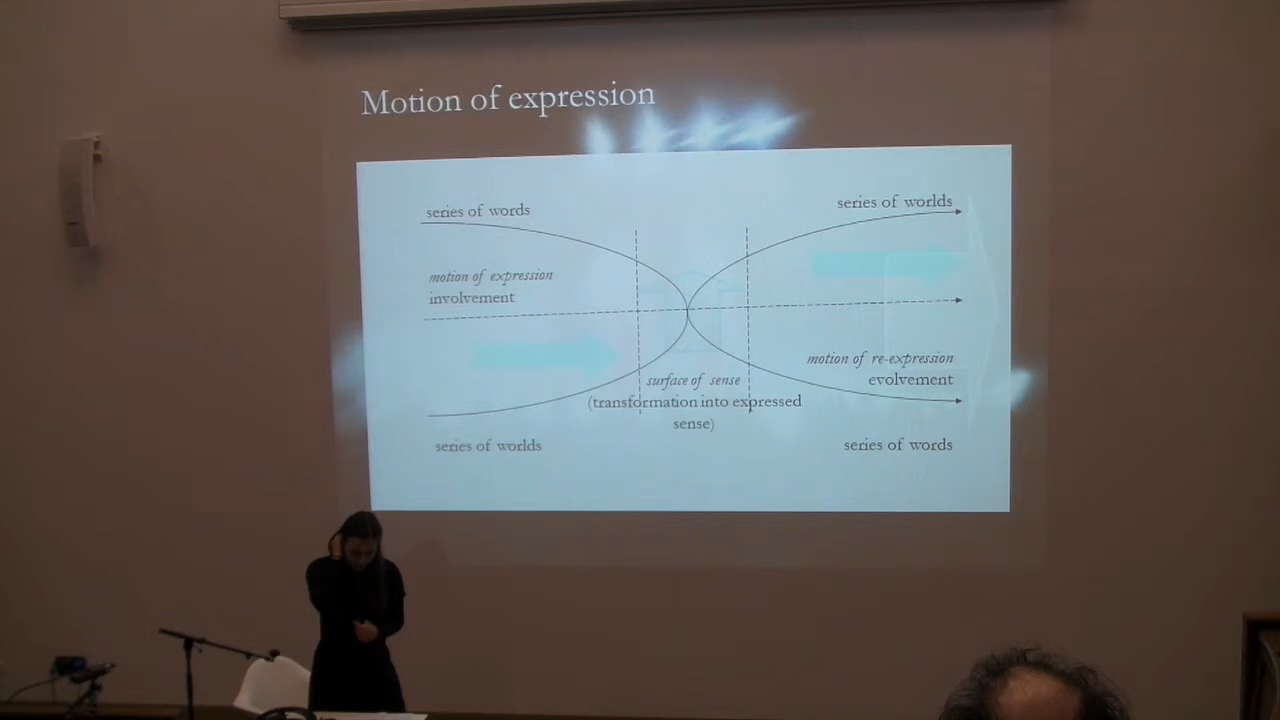 Motion of expression
series of words
series of worlds
motion of expression
involvement
motion of re-expression
evolvement
surface of sense
(transformation into expressed
sense)
series of worlds
series of words